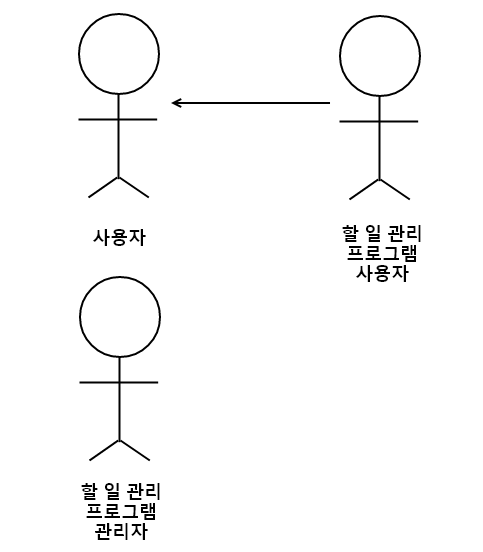 사용자
할 일 관리
프로그램
사용자
할 일 관리
프로그램
관리자